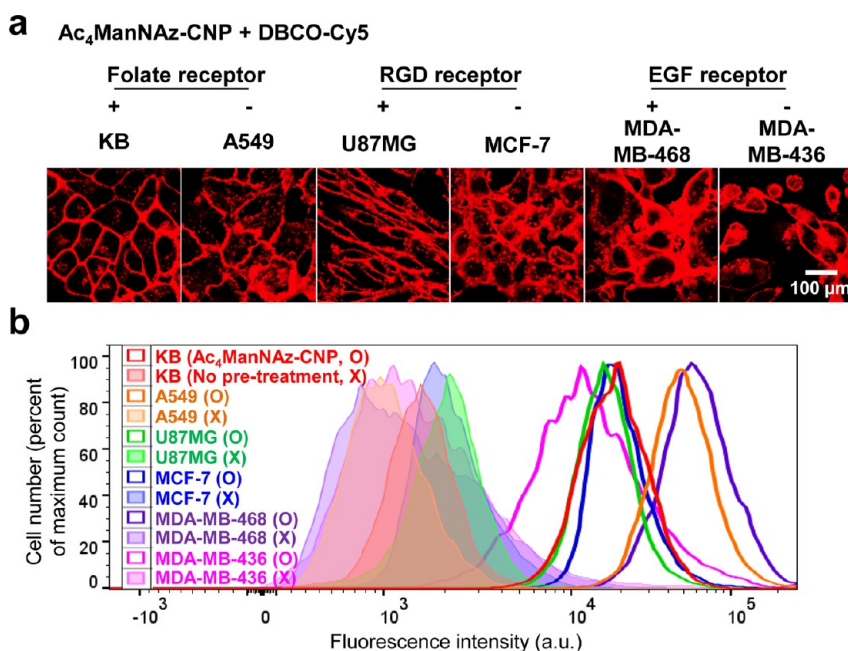 a
Ac₄ManNAz-CNP + DBCO-Cy5
Folate receptor RGD receptor EGF receptor
+ - + - + -
KB A549 U87MG MCF-7 MDA-MB-468 MDA-MB-436
100 μm
b
Cell number (percent of maximum count)
100
80
60
40
20
0
KB (Ac₄ManNAz-CNP, O)
KB (No pre-treatment, X)
A549 (O)
A549 (X)
U87MG (O)
U87MG (X)
MCF-7 (O)
MCF-7 (X)
MDA-MB-468 (O)
MDA-MB-468 (X)
MDA-MB-436 (O)
MDA-MB-436 (X)
-10³ 0 10³ 10⁴ 10⁵
Fluorescence intensity (a.u.)